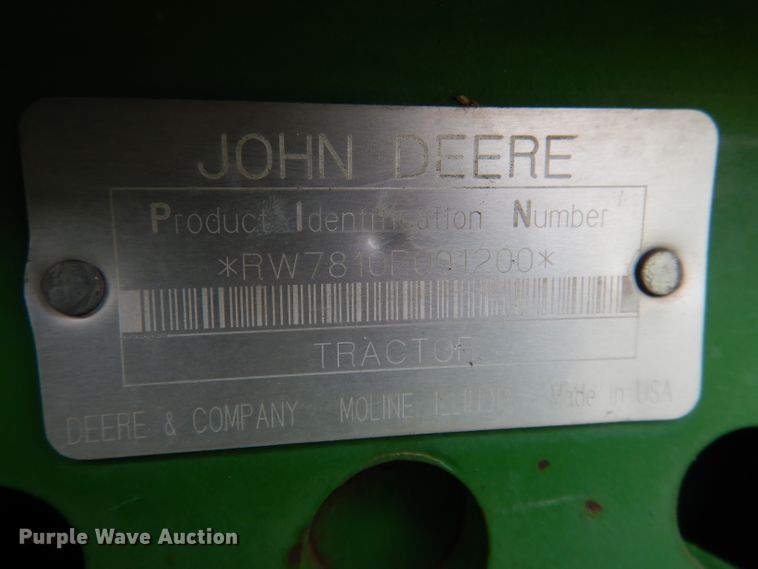 JOHN DEERE
Product Identification Number
*RW7810P091200*
TRACTOR
DEERE & COMPANY MOLINE, ILLINOIS Made in USA
Purple Wave Auction